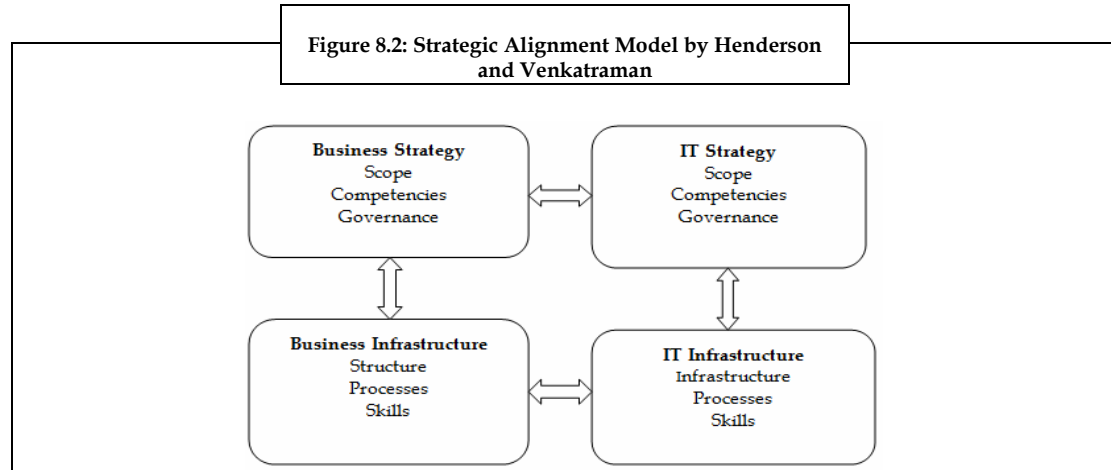 Figure 8.2: Strategic Alignment Model by Henderson
and Venkatraman
Business Strategy
Scope
Competencies
Governance
IT Strategy
Scope
Competencies
Governance
Business Infrastructure
Structure
Processes
Skills
IT Infrastructure
Infrastructure
Processes
Skills